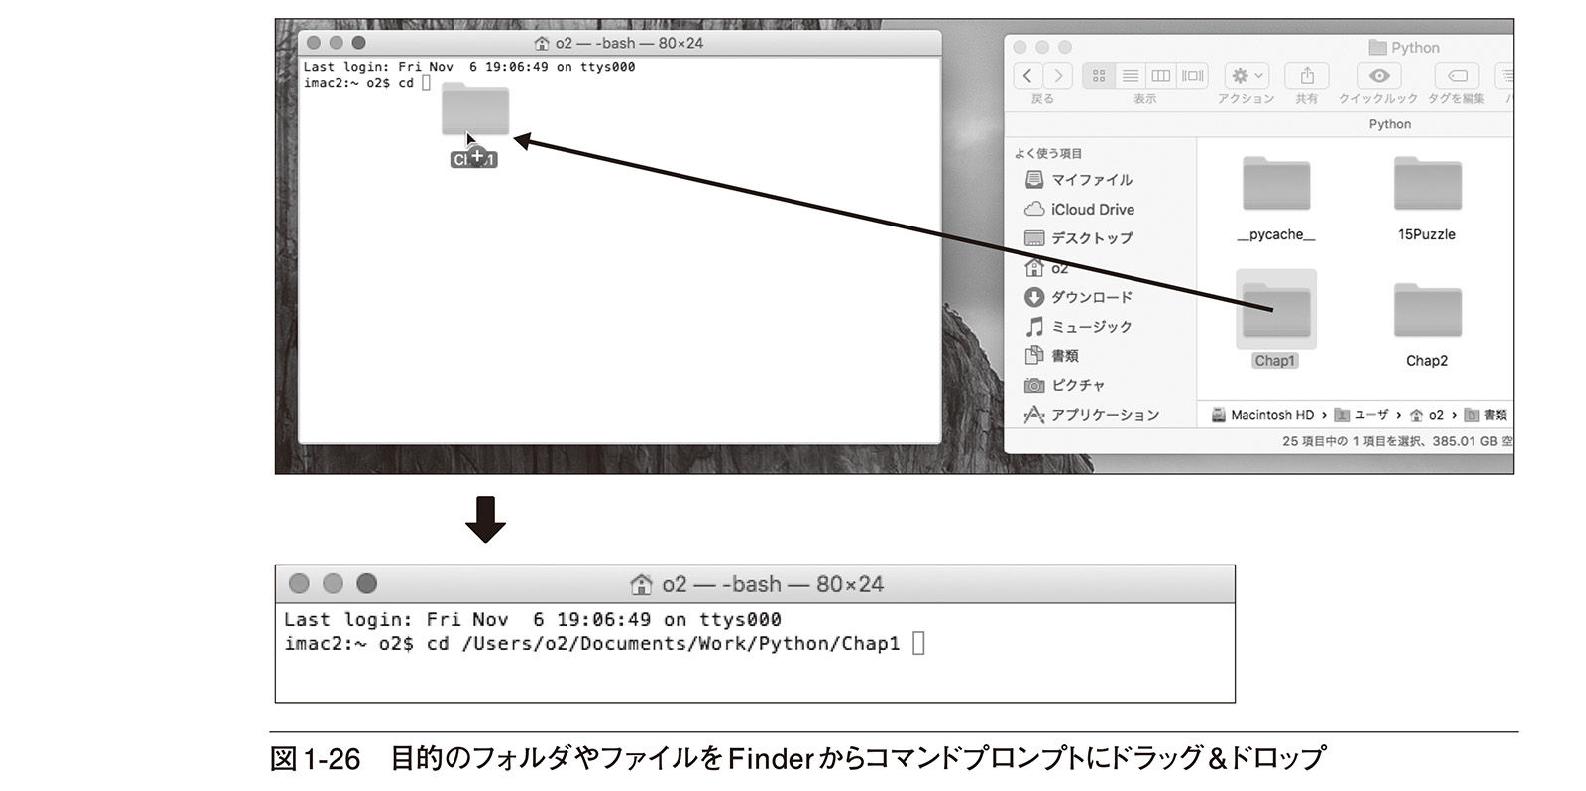 o2 — -bash — 80×24
Last login: Fri Nov  6 19:06:49 on ttys000
imac2:~ o2$ cd
Python
戻る 表示 アクション 共有 クイックルック タグを編集
Python
よく使う項目
マイファイル
iCloud Drive
デスクトップ
o2
ダウンロード
ミュージック
書類
ピクチャ
アプリケーション
__pycache__ 15Puzzle
Chap1 Chap2
Macintosh HD › ユーザ › o2 › 書類
25 項目中の 1 項目を選択、385.01 GB 空
o2 — -bash — 80×24
Last login: Fri Nov  6 19:06:49 on ttys000
imac2:~ o2$ cd /Users/o2/Documents/Work/Python/Chap1
図1-26 目的のフォルダやファイルをFinderからコマンドプロンプトにドラッグ&ドロップ